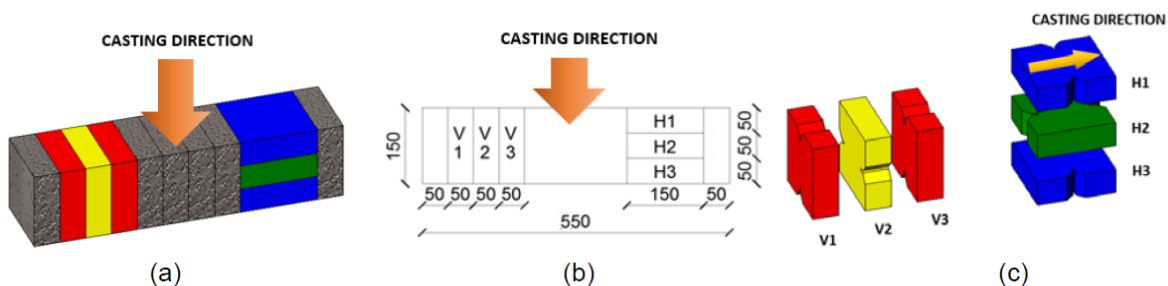 CASTING DIRECTION
(a)
CASTING DIRECTION
150
V 1
V 2
V 3
H1
H2
H3
50
50
50
50 50 50 50
150 50
550
(b)
V1
V2
V3
CASTING DIRECTION
H1
H2
H3
(c)